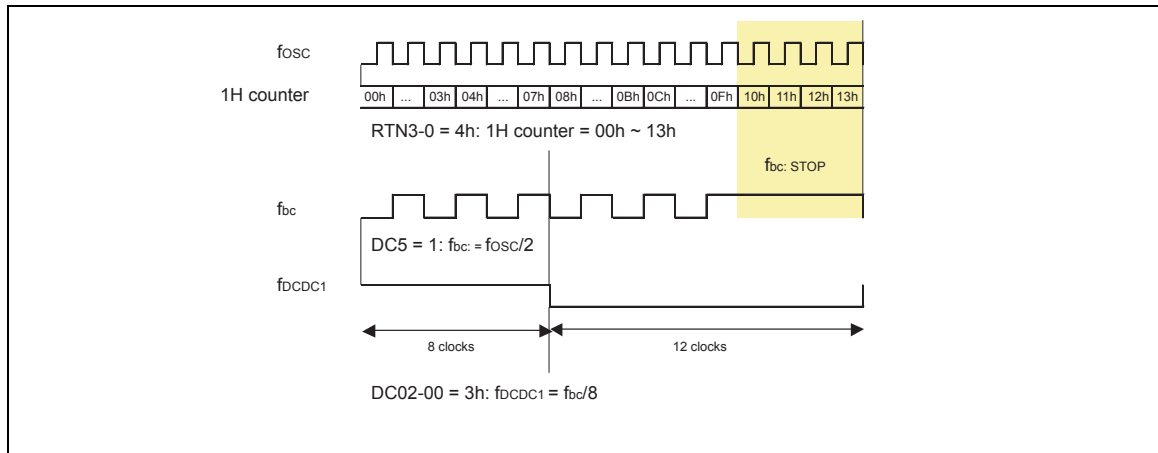 fOSC
1H counter
00h ... 03h 04h ... 07h 08h ... 0Bh 0Ch ... 0Fh 10h 11h 12h 13h
RTN3-0 = 4h: 1H counter = 00h ~ 13h
fbc: STOP
fbc
DC5 = 1: fbc: = fOSC/2
fDCDC1
8 clocks
12 clocks
DC02-00 = 3h: fDCDC1 = fbc/8